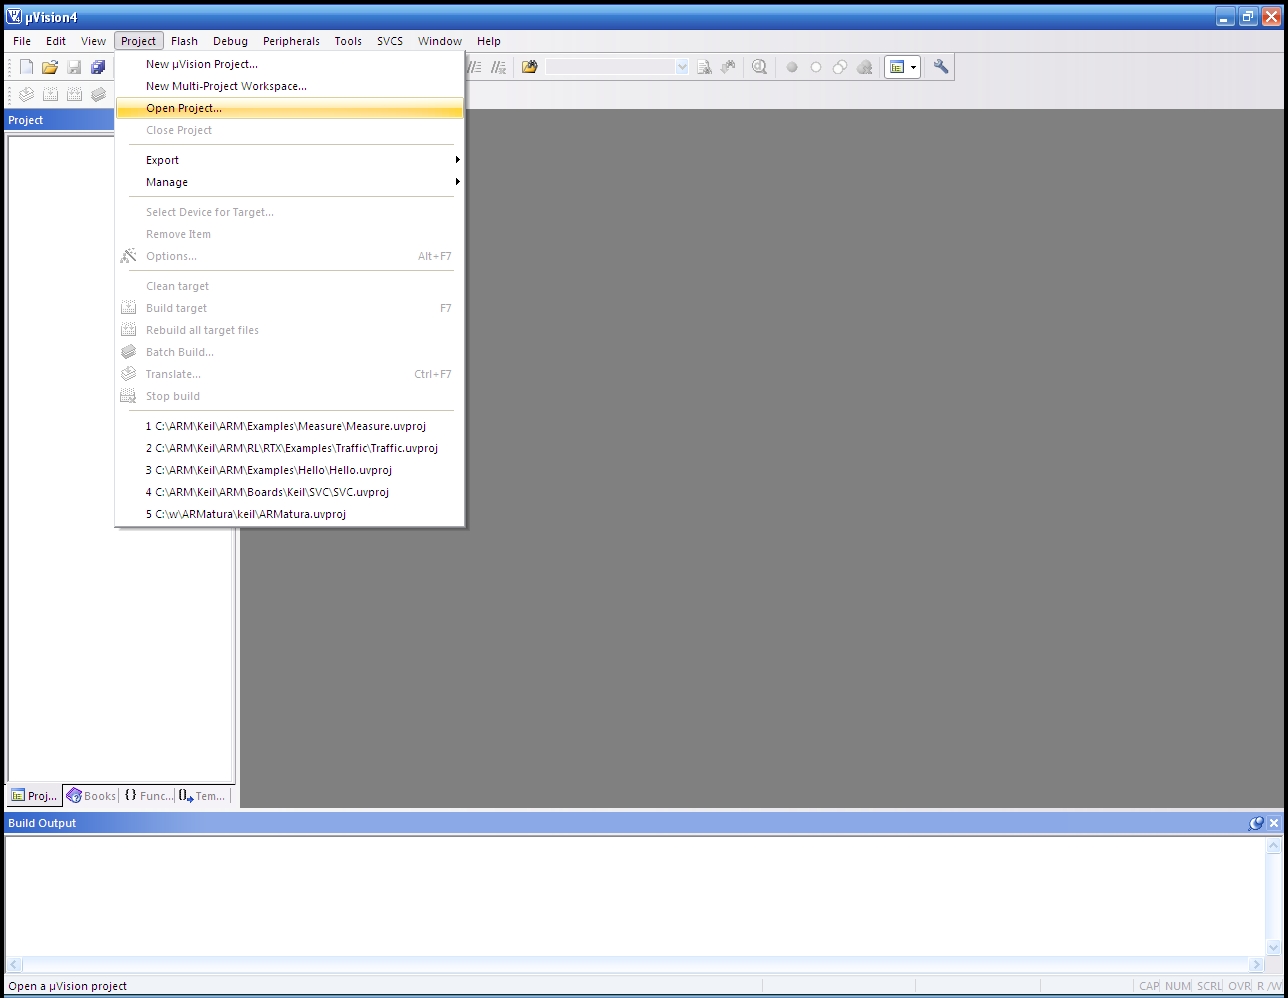 µVision4
File Edit View Project Flash Debug Peripherals Tools SVCS Window Help
New µVision Project...
New Multi-Project Workspace...
Open Project...
Close Project
Export
Manage
Select Device for Target...
Remove Item
Options... Alt+F7
Clean target
Build target F7
Rebuild all target files
Batch Build...
Translate... Ctrl+F7
Stop build
1 C:\ARM\Keil\ARM\Examples\Measure\Measure.uvproj
2 C:\ARM\Keil\ARM\RL\RTX\Examples\Traffic\Traffic.uvproj
3 C:\ARM\Keil\ARM\Examples\Hello\Hello.uvproj
4 C:\ARM\Keil\ARM\Boards\Keil\SVC\SVC.uvproj
5 C:\w\ARMatura\keil\ARMatura.uvproj
Project
Proj... Books {} Func... {} Tem...
Build Output
Open a µVision project CAP NUM SCRL OVR R/W